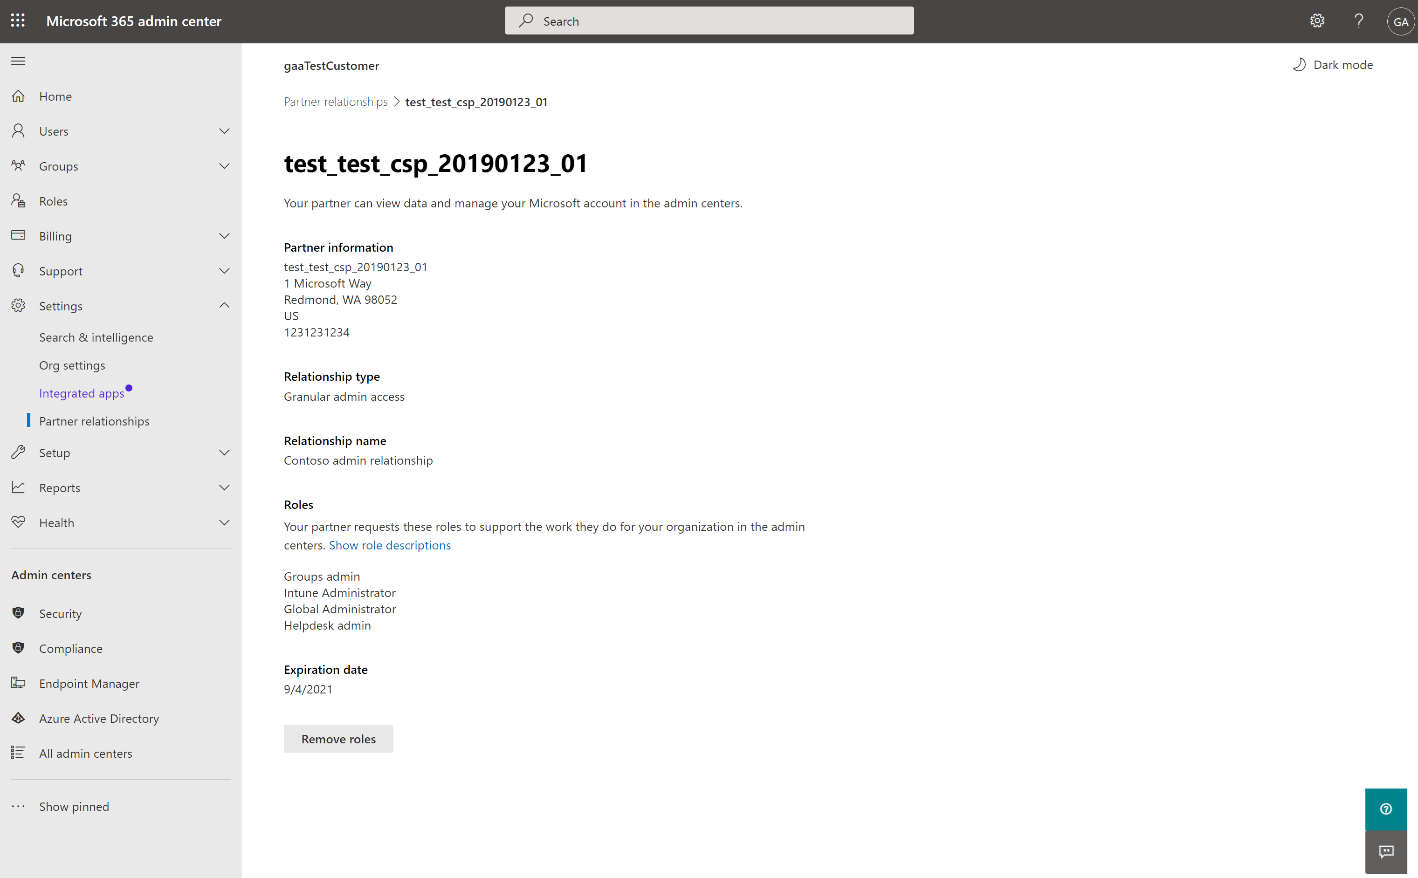 Microsoft 365 admin center
Search
GA
Home
Users
Groups
Roles
Billing
Support
Settings
Search & intelligence
Org settings
Integrated apps
Partner relationships
Setup
Reports
Health
Admin centers
Security
Compliance
Endpoint Manager
Azure Active Directory
All admin centers
Show pinned
gaaTestCustomer
Dark mode
Partner relationships > test_test_csp_20190123_01
test_test_csp_20190123_01
Your partner can view data and manage your Microsoft account in the admin centers.
Partner information
test_test_csp_20190123_01
1 Microsoft Way
Redmond, WA 98052
US
1231231234
Relationship type
Granular admin access
Relationship name
Contoso admin relationship
Roles
Your partner requests these roles to support the work they do for your organization in the admin
centers. Show role descriptions
Groups admin
Intune Administrator
Global Administrator
Helpdesk admin
Expiration date
9/4/2021
Remove roles